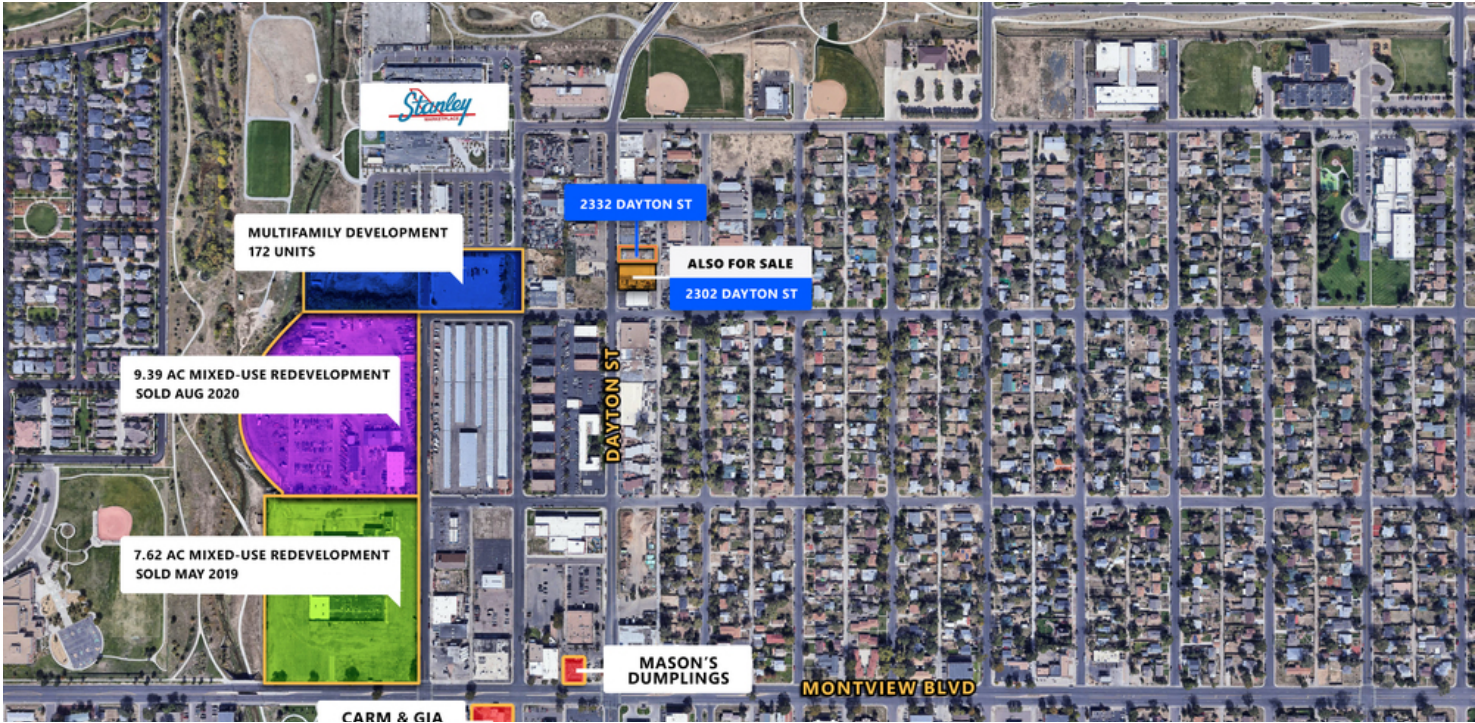 Stanley
MARKETPLACE
2332 DAYTON ST
MULTIFAMILY DEVELOPMENT
172 UNITS
ALSO FOR SALE
2302 DAYTON ST
DAYTON ST
9.39 AC MIXED-USE REDEVELOPMENT
SOLD AUG 2020
7.62 AC MIXED-USE REDEVELOPMENT
SOLD MAY 2019
MASON'S
DUMPLINGS
MONTVIEW BLVD
CARM & GIA